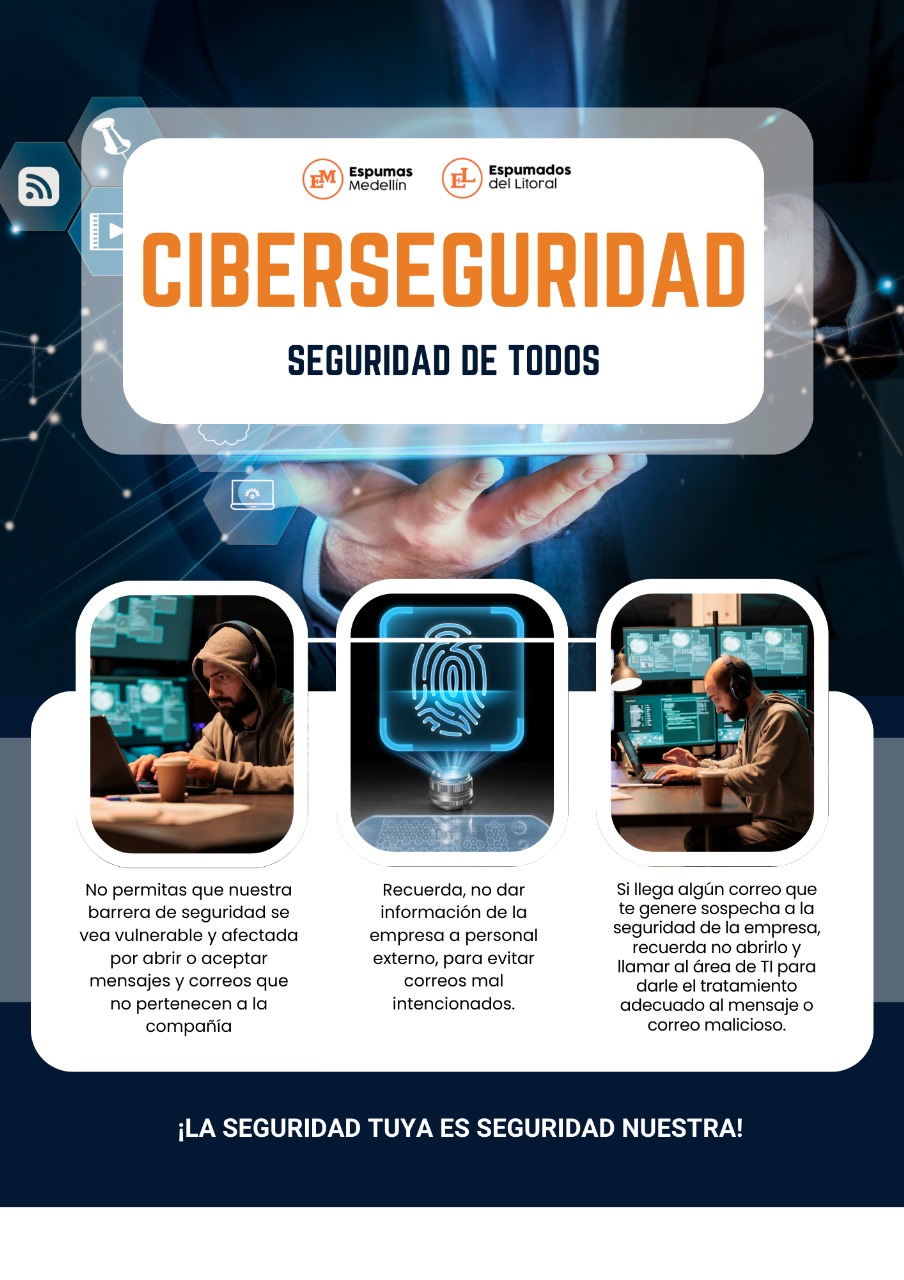 EM Espumas Medellín
EL Espumados del Litoral
CIBERSEGURIDAD
SEGURIDAD DE TODOS
No permitas que nuestra
barrera de seguridad se
vea vulnerable y afectada
por abrir o aceptar
mensajes y correos que
no pertenecen a la
compañía
Recuerda, no dar
información de la
empresa a personal
externo, para evitar
correos mal
intencionados.
Si llega algún correo que
te genere sospecha a la
seguridad de la empresa,
recuerda no abrirlo y
llamar al área de TI para
darle el tratamiento
adecuado al mensaje o
correo malicioso.
¡LA SEGURIDAD TUYA ES SEGURIDAD NUESTRA!